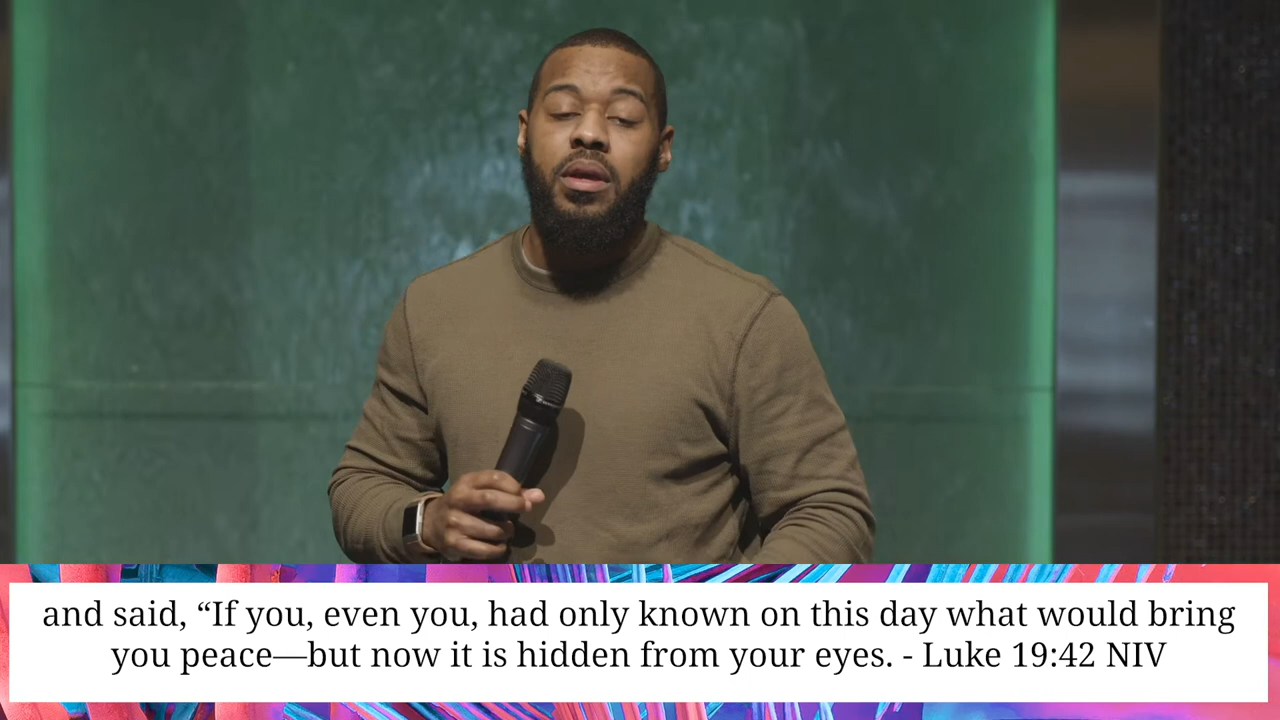 and said, “If you, even you, had only known on this day what would bring
you peace—but now it is hidden from your eyes. - Luke 19:42 NIV